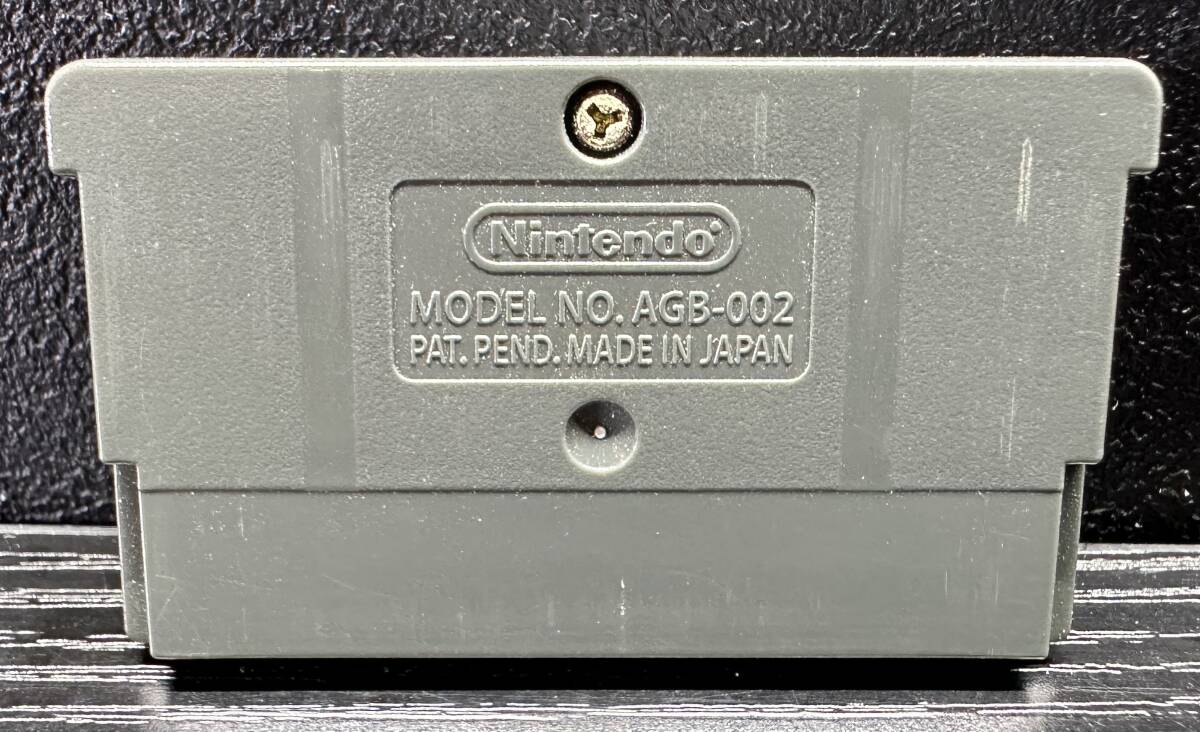 Nintendo
MODEL NO. AGB-002
PAT. PEND. MADE IN JAPAN